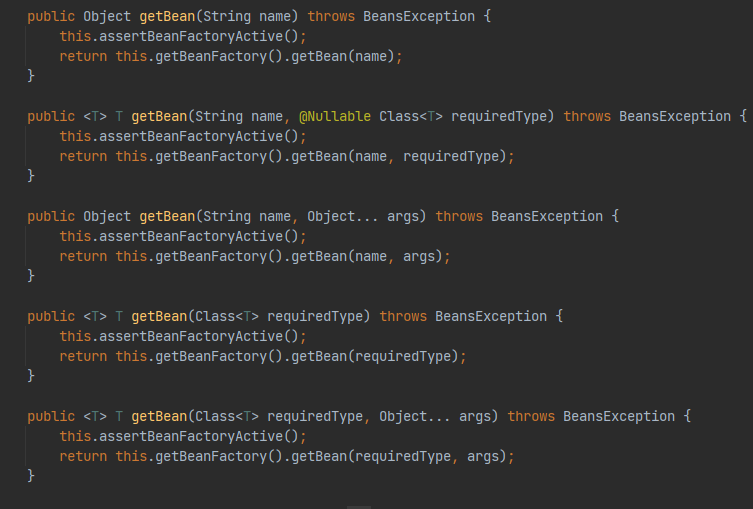 public Object getBean(String name) throws BeansException {
this.assertBeanFactoryActive();
return this.getBeanFactory().getBean(name);
}
public <T> T getBean(String name, @Nullable Class<T> requiredType) throws BeansException {
this.assertBeanFactoryActive();
return this.getBeanFactory().getBean(name, requiredType);
}
public Object getBean(String name, Object... args) throws BeansException {
this.assertBeanFactoryActive();
return this.getBeanFactory().getBean(name, args);
}
public <T> T getBean(Class<T> requiredType) throws BeansException {
this.assertBeanFactoryActive();
return this.getBeanFactory().getBean(requiredType);
}
public <T> T getBean(Class<T> requiredType, Object... args) throws BeansException {
this.assertBeanFactoryActive();
return this.getBeanFactory().getBean(requiredType, args);
}